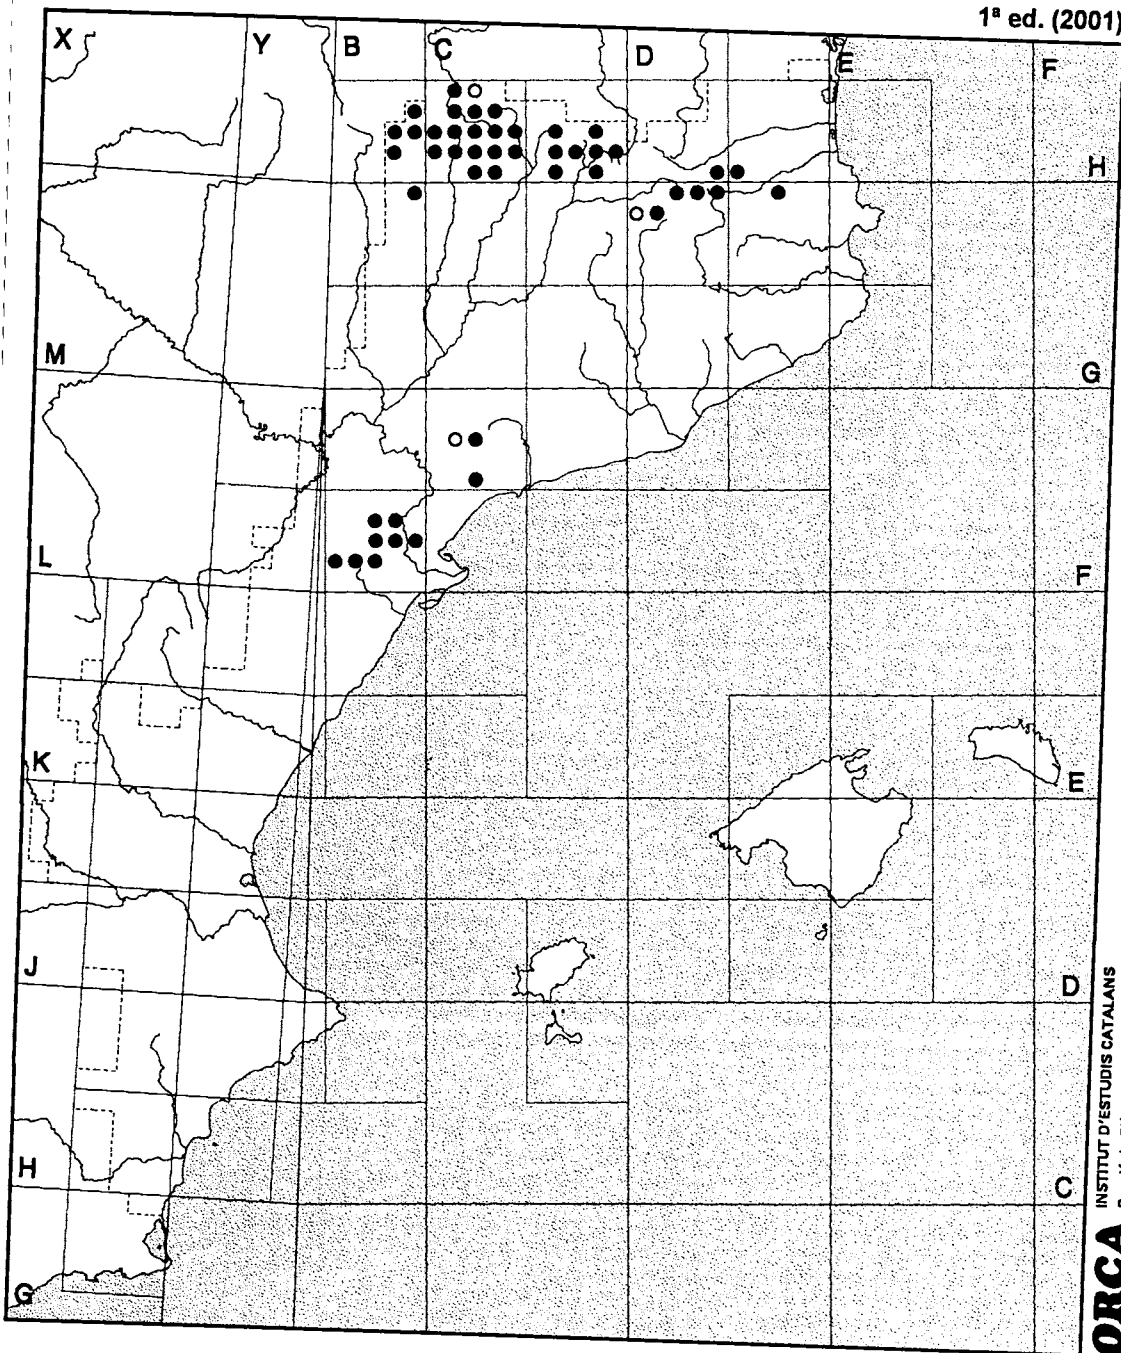 1ª ed. (2001)
X Y B C D E F
H
M G
L F
K E
J D
H C
G
ORCA INSTITUT D'ESTUDIS CATALANS